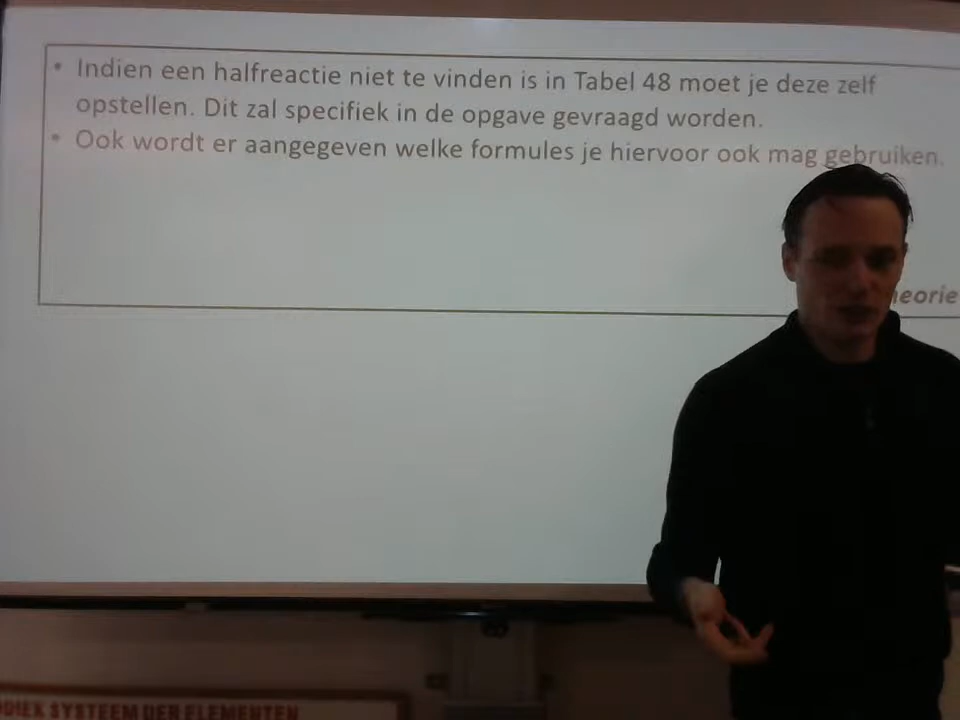 • Indien een halfreactie niet te vinden is in Tabel 48 moet je deze zelf
opstellen. Dit zal specifiek in de opgave gevraagd worden.
• Ook wordt er aangegeven welke formules je hiervoor ook mag gebruiken.
heorie
DIEK SYSTEEM DER ELEMENTEN